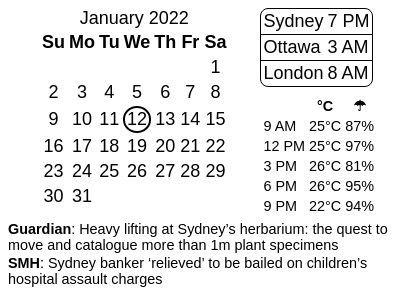 January 2022
Su Mo Tu We Th Fr Sa
1
2 3 4 5 6 7 8
9 10 11 12 13 14 15
16 17 18 19 20 21 22
23 24 25 26 27 28 29
30 31
Sydney 7 PM
Ottawa 3 AM
London 8 AM
°C ☂
9 AM 25°C 87%
12 PM 25°C 97%
3 PM 26°C 81%
6 PM 26°C 95%
9 PM 22°C 94%
Guardian: Heavy lifting at Sydney’s herbarium: the quest to
move and catalogue more than 1m plant specimens
SMH: Sydney banker ‘relieved’ to be bailed on children’s
hospital assault charges